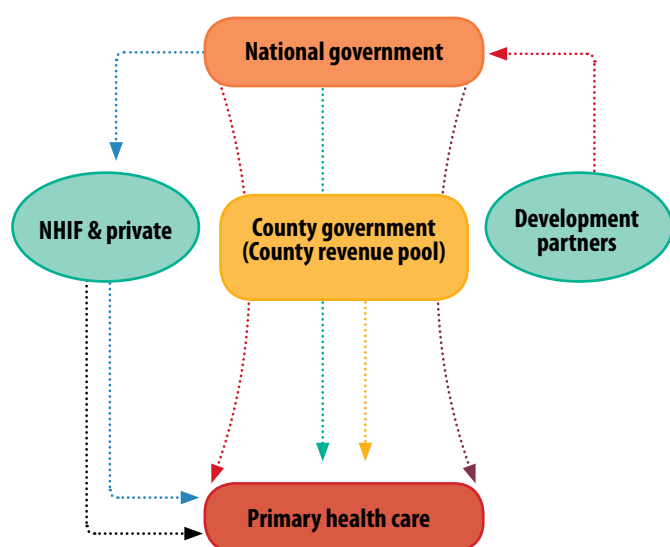 National government
NHIF & private
County government
(County revenue pool)
Development
partners
Primary health care